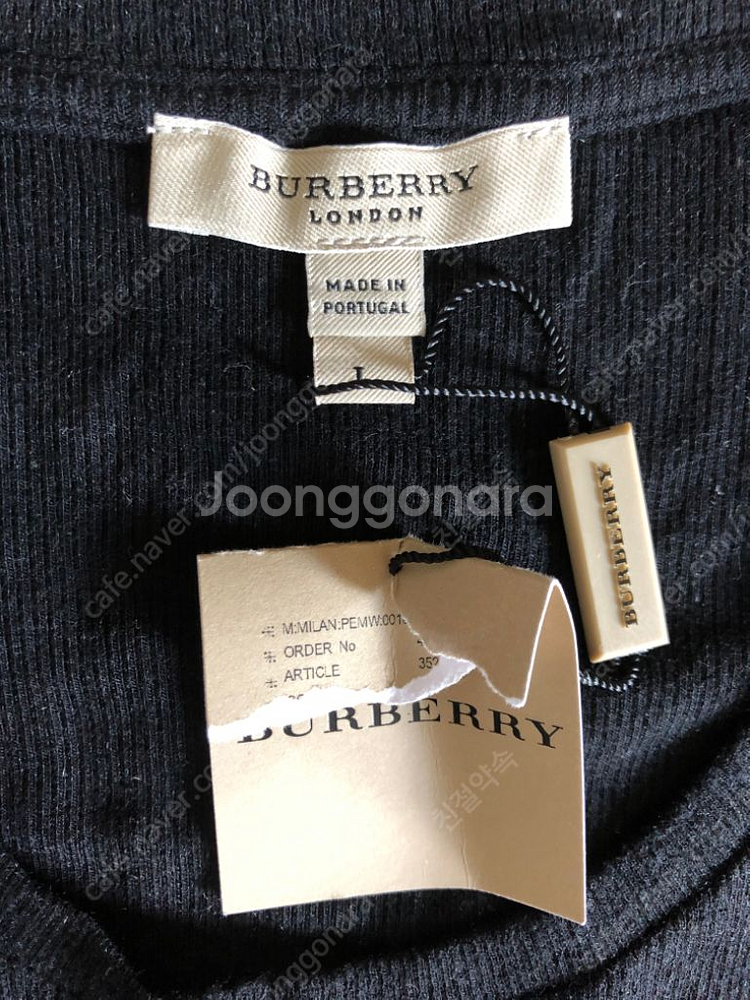 BURBERRY
LONDON
MADE IN
PORTUGAL
L
BURBERRY
Joonggonara
M:MILAN:PEMW:001
ORDER No
ARTICLE 352
BURBERRY
친절약속
cafe.naver.com/joonggonara